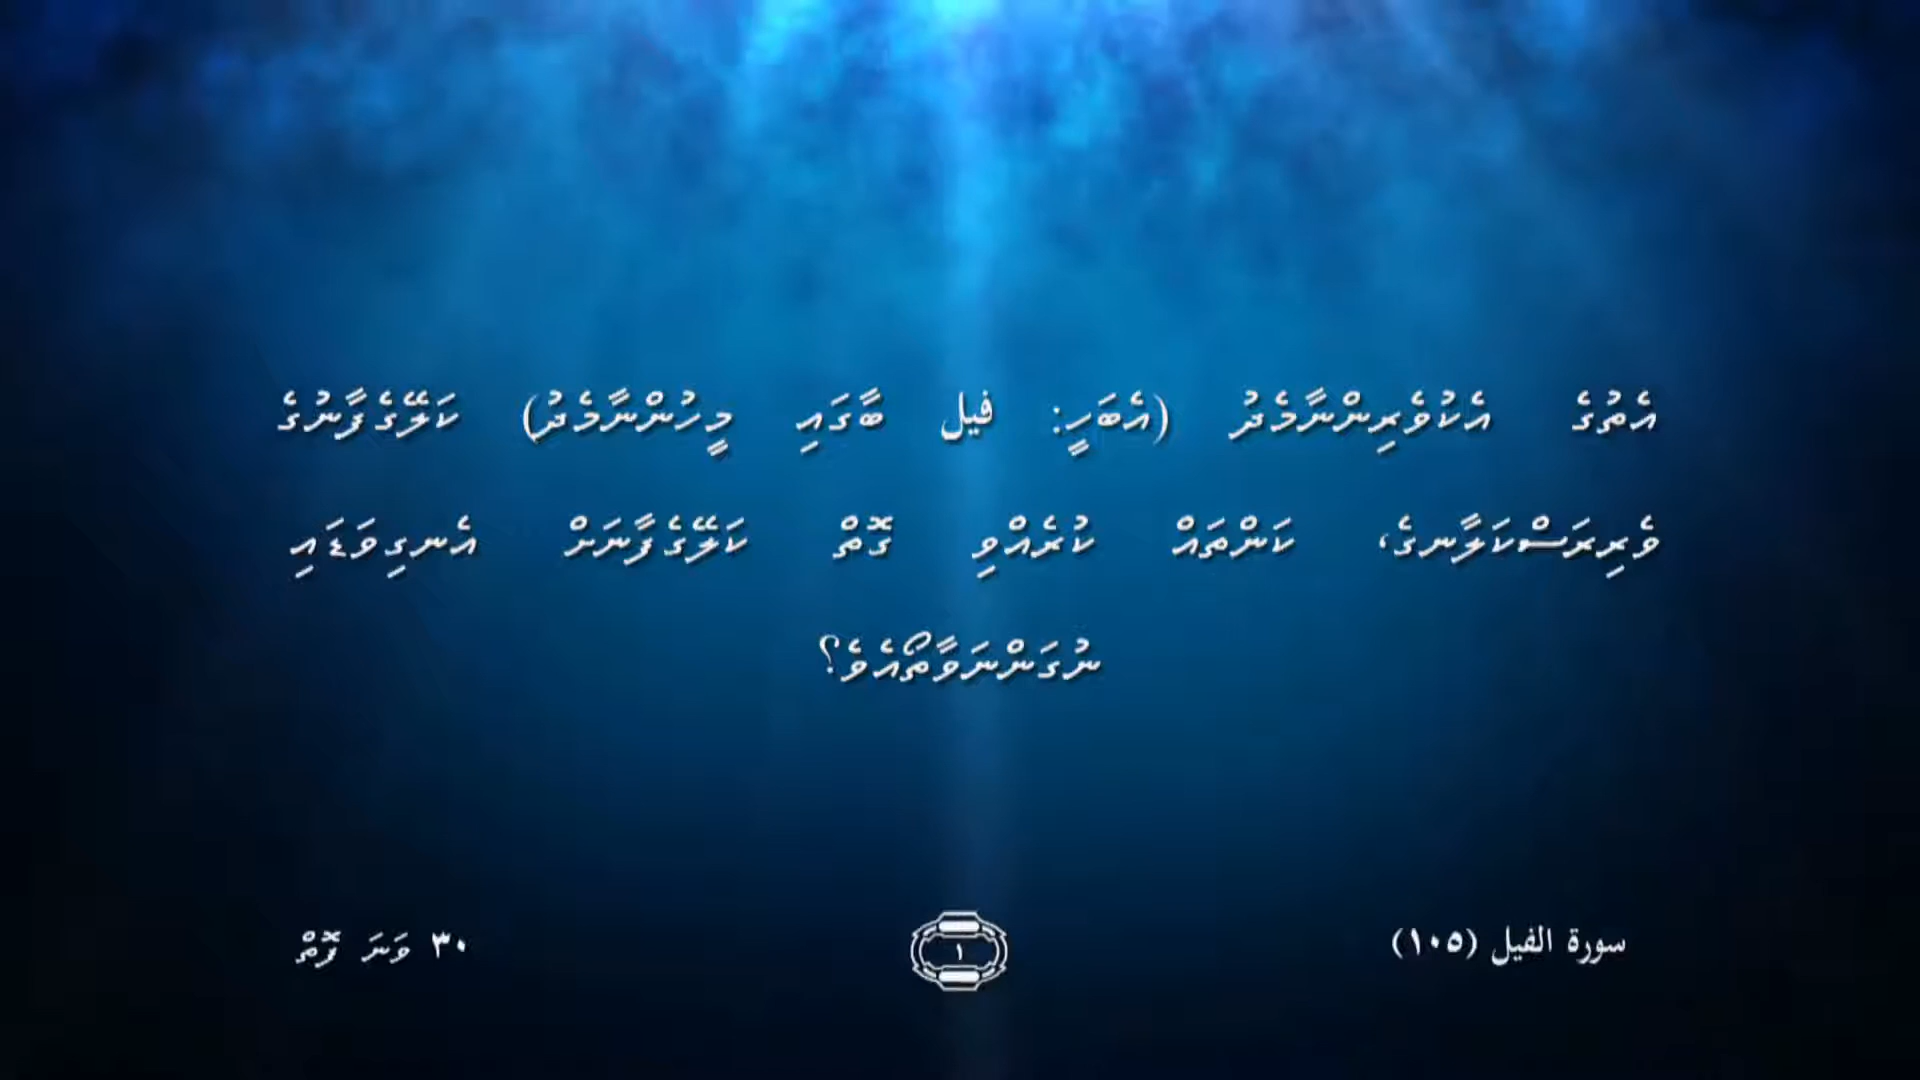 އެތުގެ އެކުވެރިންނާމެދު (އެބަހީ: فيل ބާގައި މީހުންނާމެދު) ކަލޭގެފާނުގެ
ވެރިރަސްކަލާނގެ، ކަންތައް ކުރެއްވި ގޮތް ކަލޭގެފާނަށް އެނގިވަޑައި
ނުގަންނަވާތޯއެވެ؟
سورة الفيل (١٠٥)
١
٣٠ ވަނަ ފޮތް